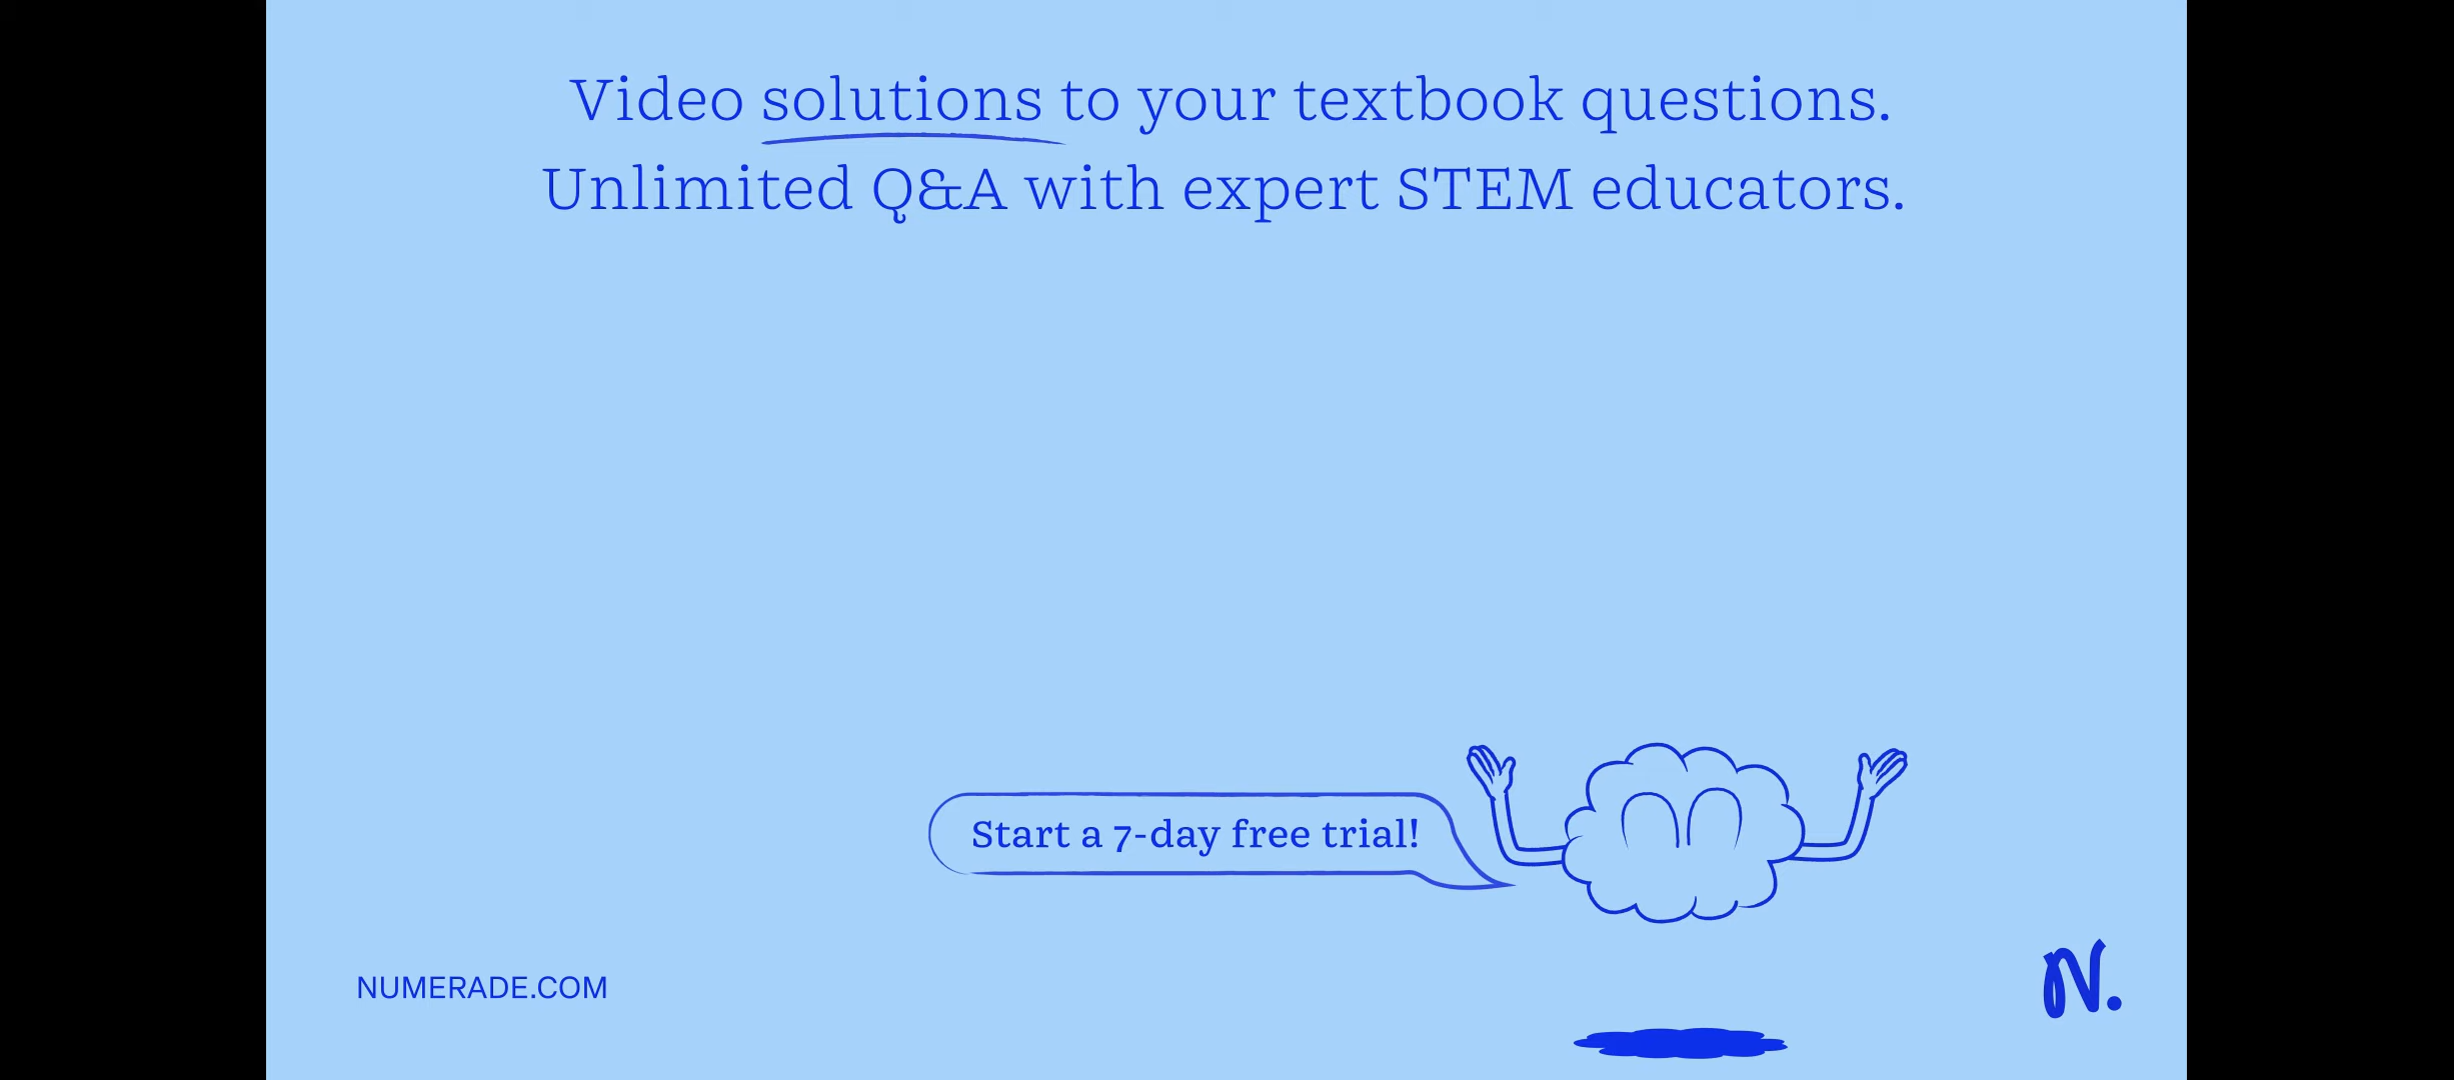 Video solutions to your textbook questions.
Unlimited Q&A with expert STEM educators.
Start a 7-day free trial!
NUMERADE.COM
N.